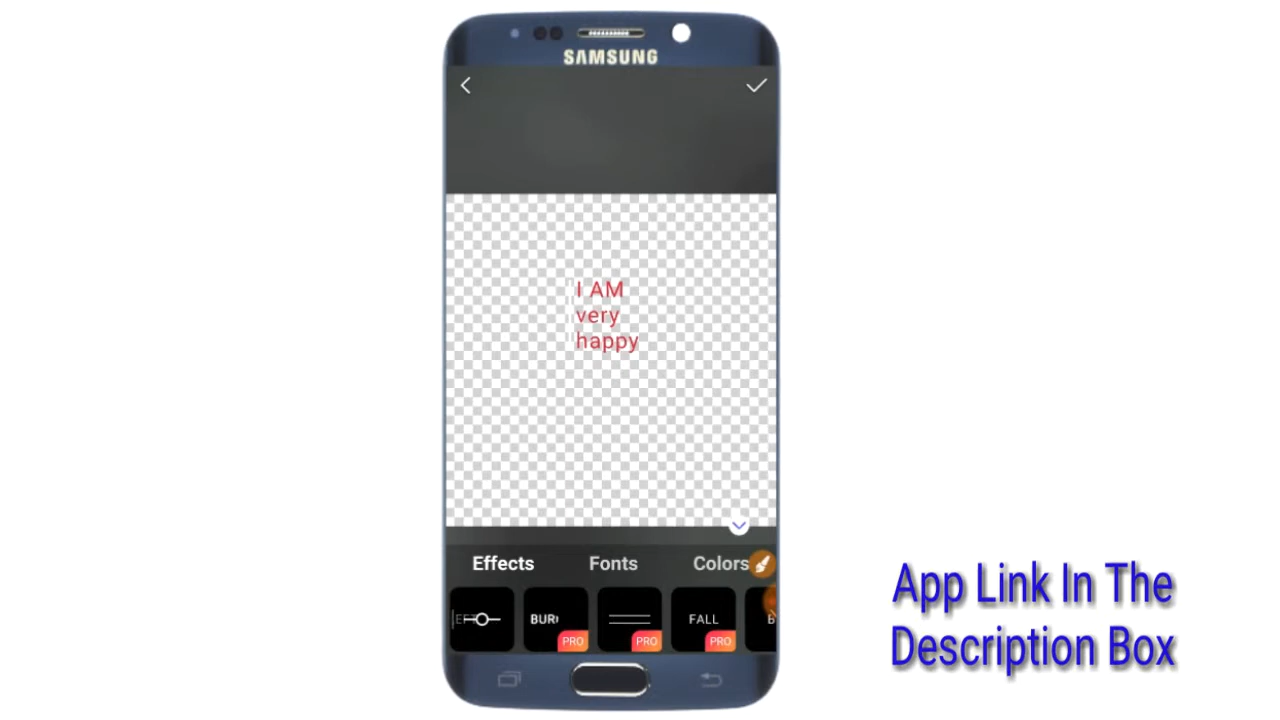 SAMSUNG
I AM
very
happy
Effects
Fonts
Colors
BUR
PRO
PRO
FALL
PRO
App Link In The
Description Box